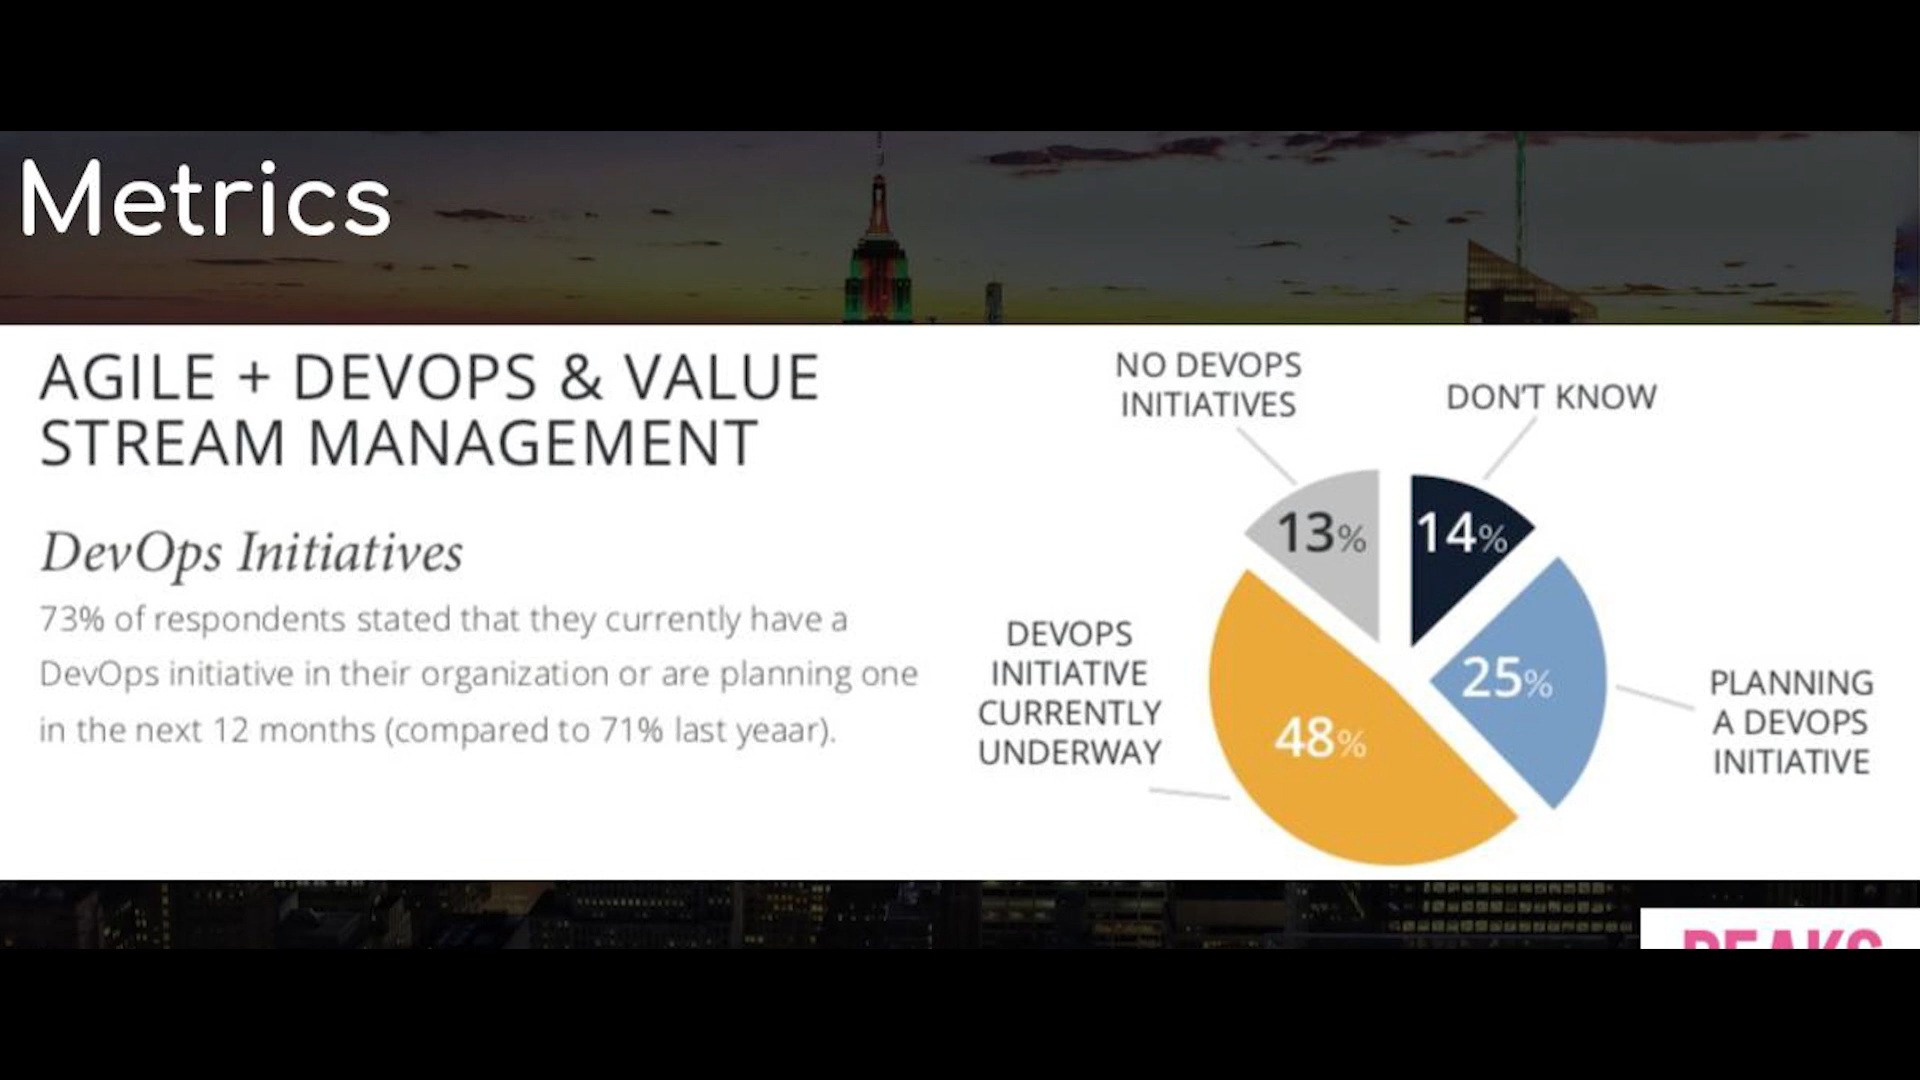 Metrics
AGILE + DEVOPS & VALUE
STREAM MANAGEMENT
DevOps Initiatives
73% of respondents stated that they currently have a
DevOps initiative in their organization or are planning one
in the next 12 months (compared to 71% last yeaar).
NO DEVOPS
INITIATIVES
DON'T KNOW
13%
14%
DEVOPS
INITIATIVE
CURRENTLY
UNDERWAY
48%
25%
PLANNING
A DEVOPS
INITIATIVE
PEAKS